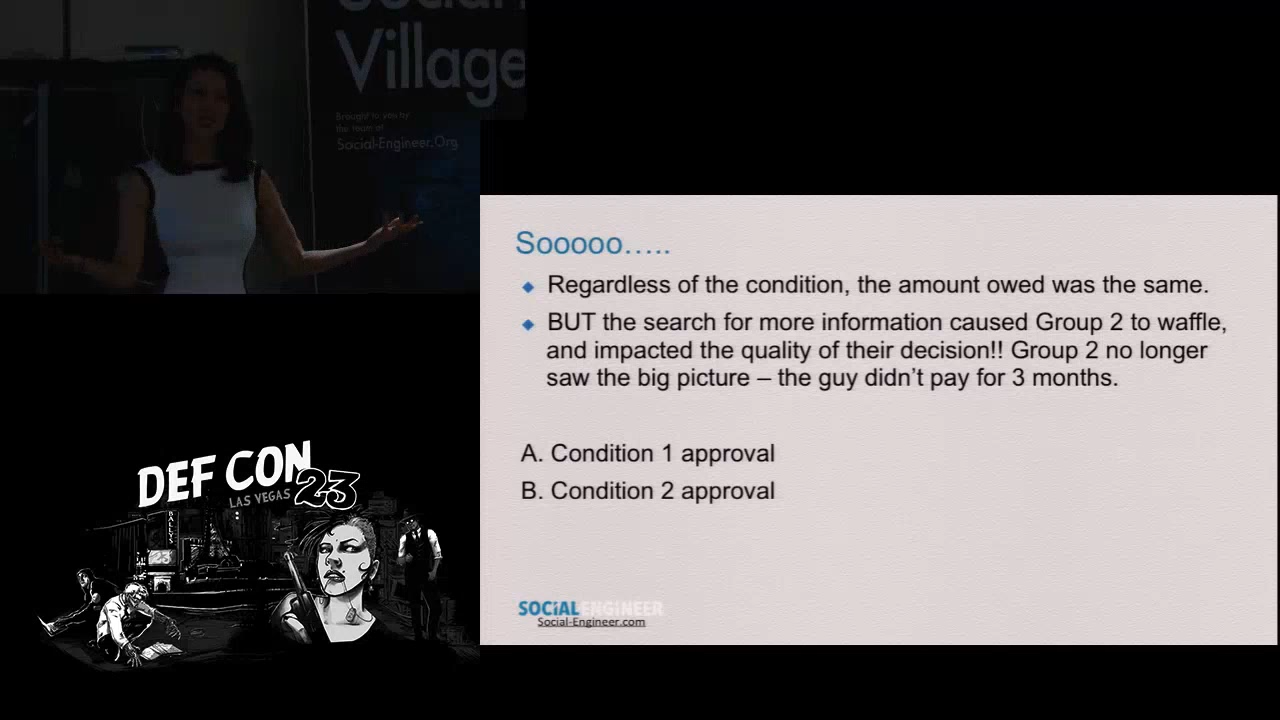 Social
Village
Brought to you by
the team at
Social-Engineer.Org
Sooooo…..
Regardless of the condition, the amount owed was the same.
BUT the search for more information caused Group 2 to waffle,
and impacted the quality of their decision!! Group 2 no longer
saw the big picture – the guy didn’t pay for 3 months.
A. Condition 1 approval
B. Condition 2 approval
SOCIALENGINEER
Social-Engineer.com
DEF CON
LAS VEGAS 23
BALLYS
23